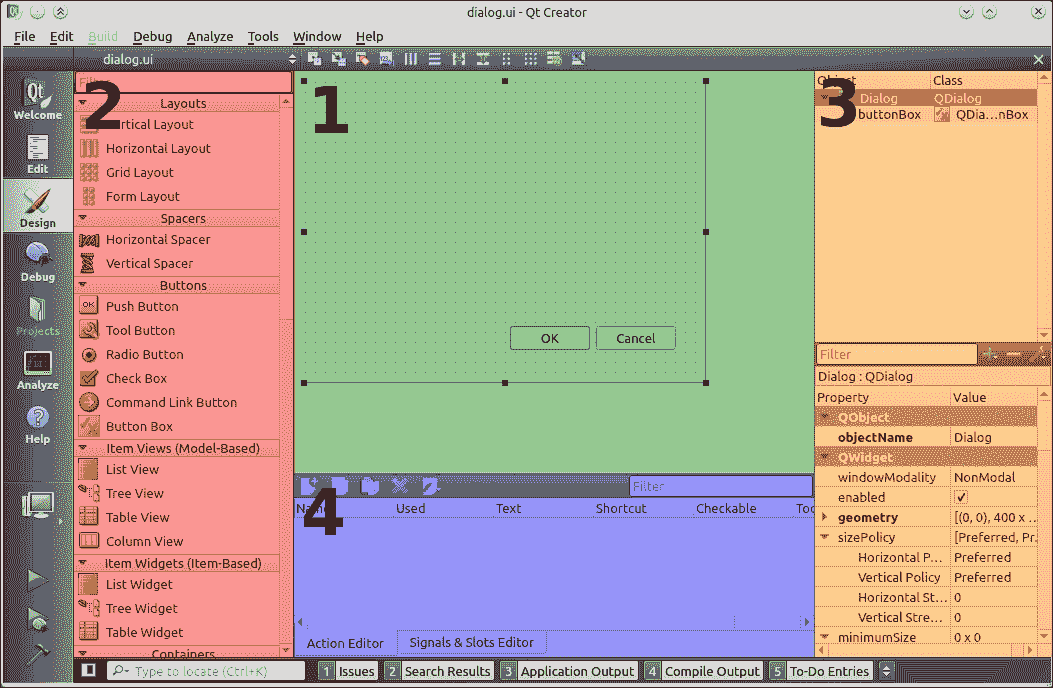 dialog.ui - Qt Creator
File Edit Build Debug Analyze Tools Window Help
dialog.ui
Welcome
Edit
Design
Debug
Projects
Analyze
Help
2
Filter
Layouts
Vertical Layout
Horizontal Layout
Grid Layout
Form Layout
Spacers
Horizontal Spacer
Vertical Spacer
Buttons
Push Button
Tool Button
Radio Button
Check Box
Command Link Button
Button Box
Item Views (Model-Based)
List View
Tree View
Table View
Column View
Item Widgets (Item-Based)
List Widget
Tree Widget
Table Widget
Containers
1
OK Cancel
4
Filter
Name Used Text Shortcut Checkable Too
Action Editor Signals & Slots Editor
3
Object Class
Dialog QDialog
buttonBox QDia...nBox
Filter
Dialog : QDialog
Property Value
QObject
objectName Dialog
QWidget
windowModality NonModal
enabled
geometry [(0, 0), 400 x ...
sizePolicy [Preferred, Pr...
Horizontal P... Preferred
Vertical Policy Preferred
Horizontal St... 0
Vertical Stre... 0
minimumSize 0 x 0
Type to locate (Ctrl+K) 1 Issues 2 Search Results 3 Application Output 4 Compile Output 5 To-Do Entries